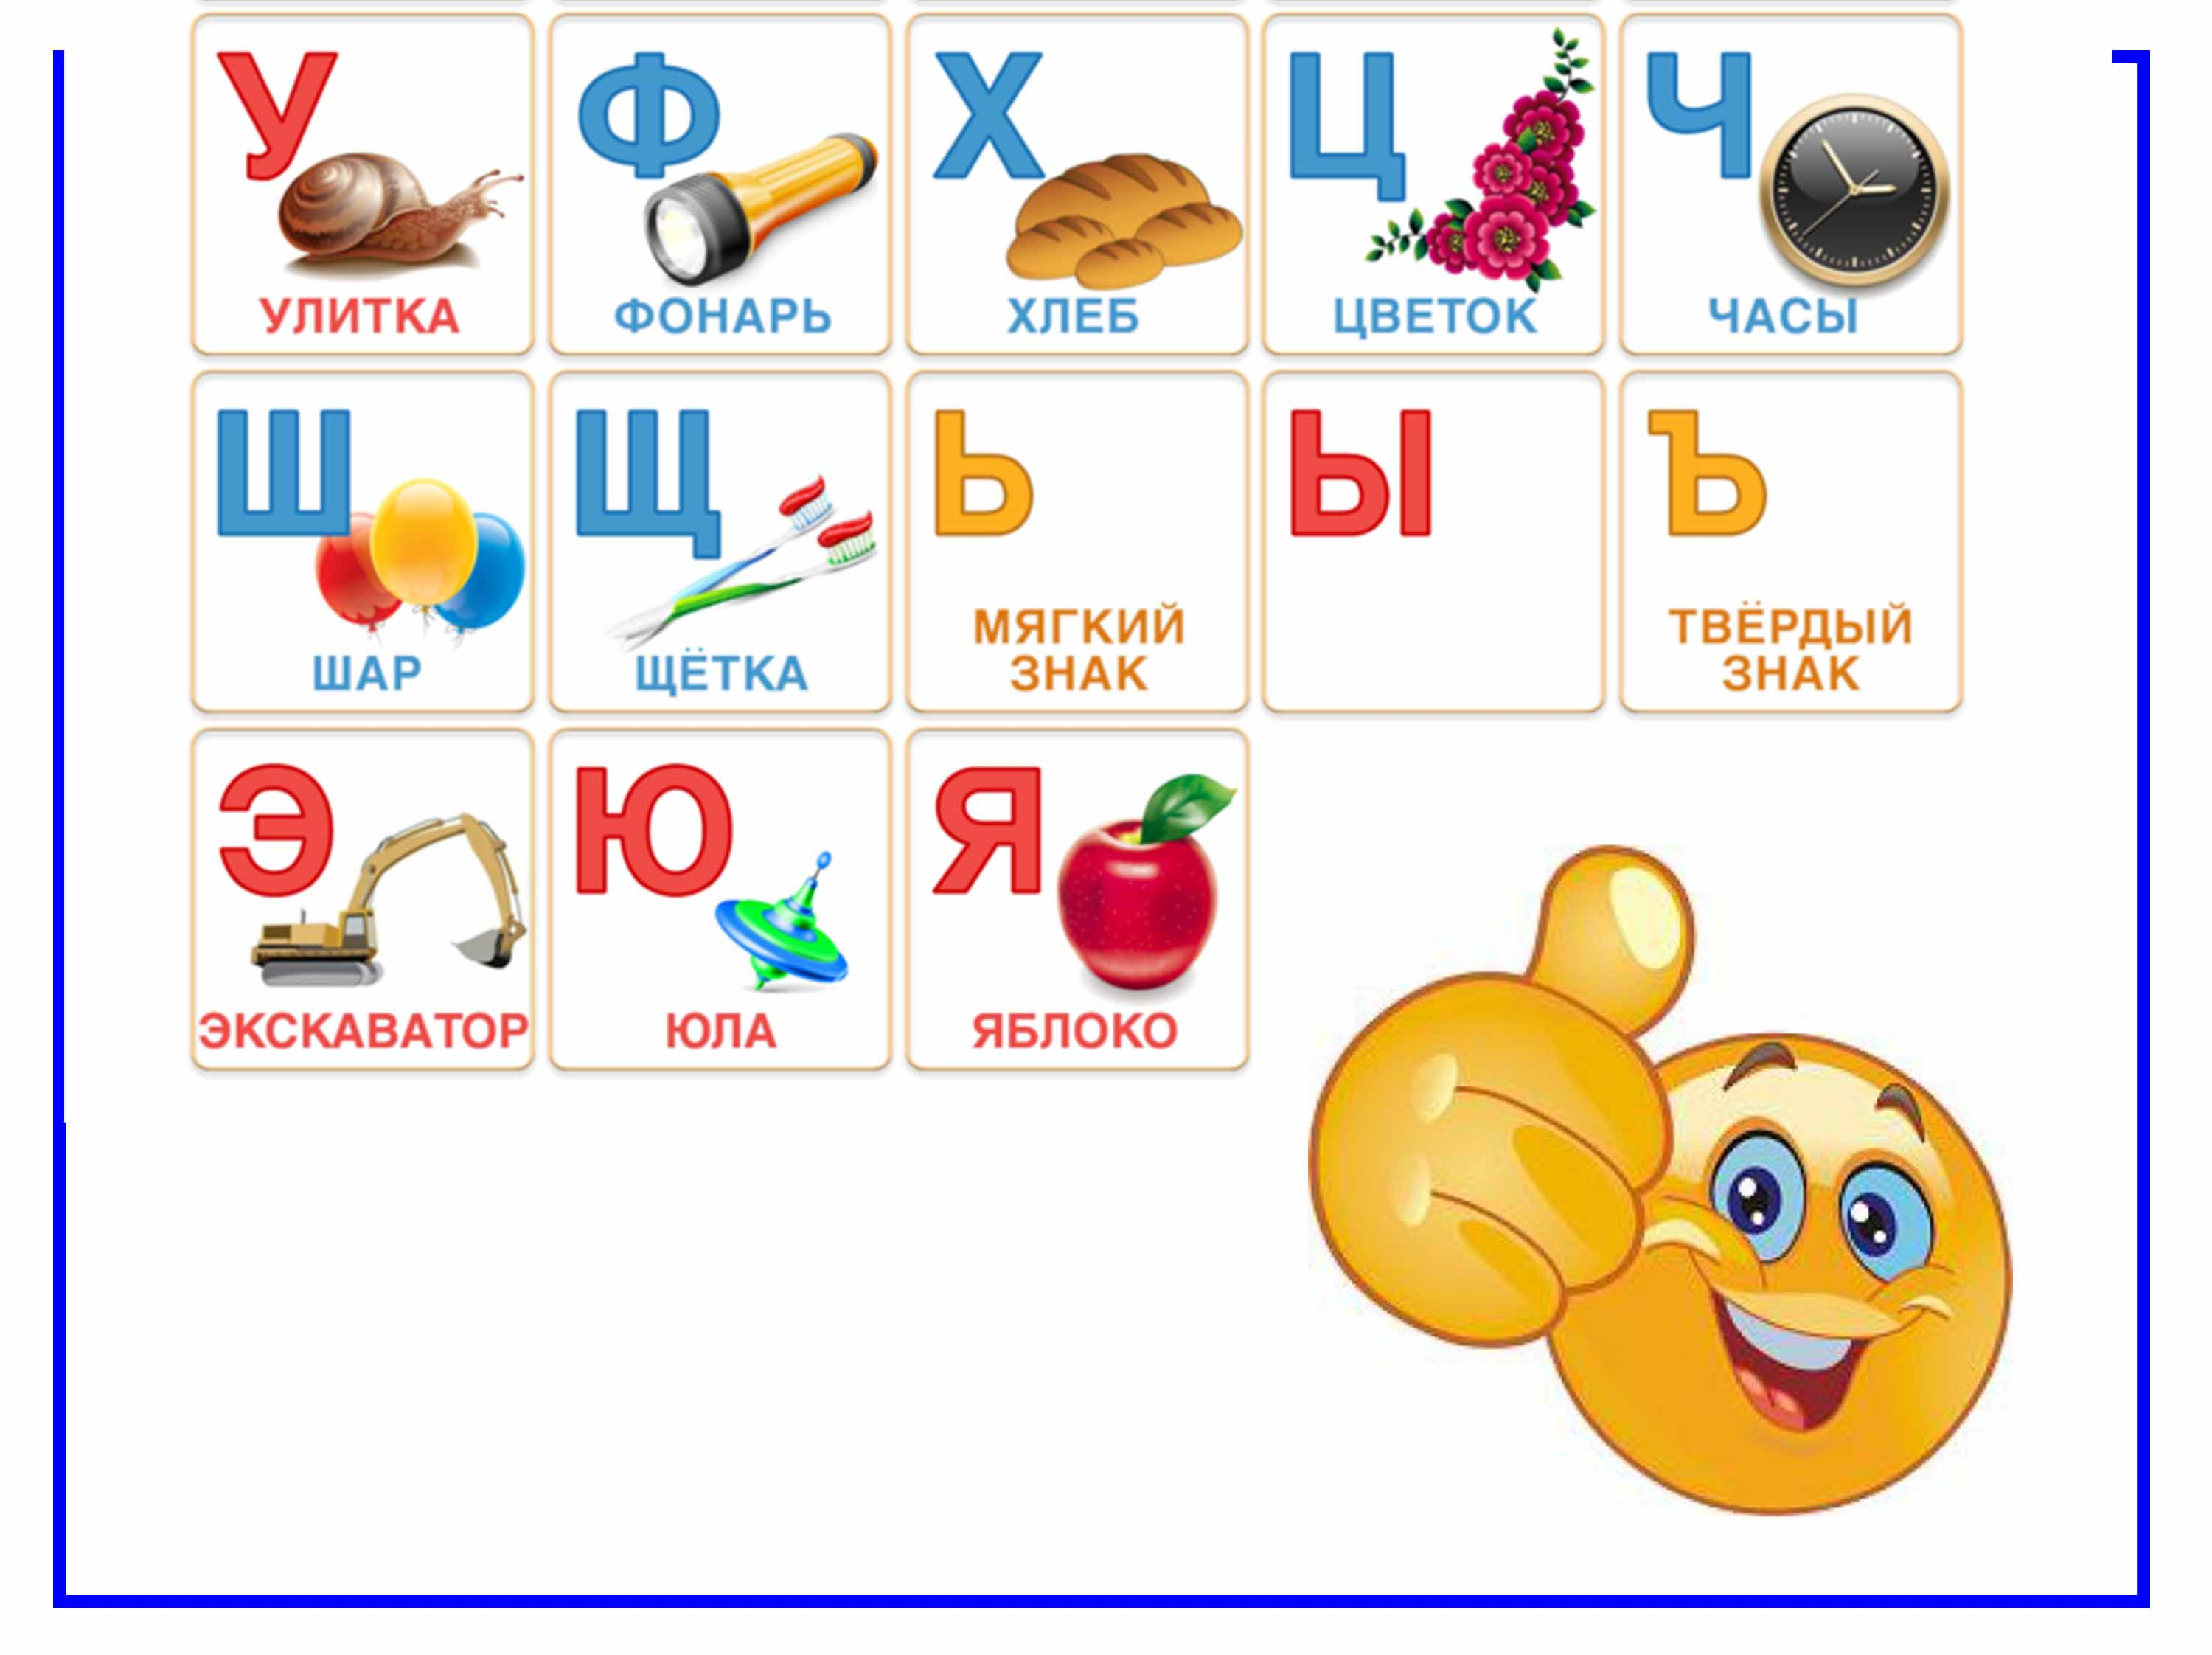 У Ф Х Ц Ч
УЛИТКА ФОНАРЬ ХЛЕБ ЦВЕТОК ЧАСЫ
Ш Щ Ь Ы Ъ
ШАР ЩЁТКА МЯГКИЙ ЗНАК ТВЁРДЫЙ ЗНАК
Э Ю Я
ЭКСКАВАТОР ЮЛА ЯБЛОКО